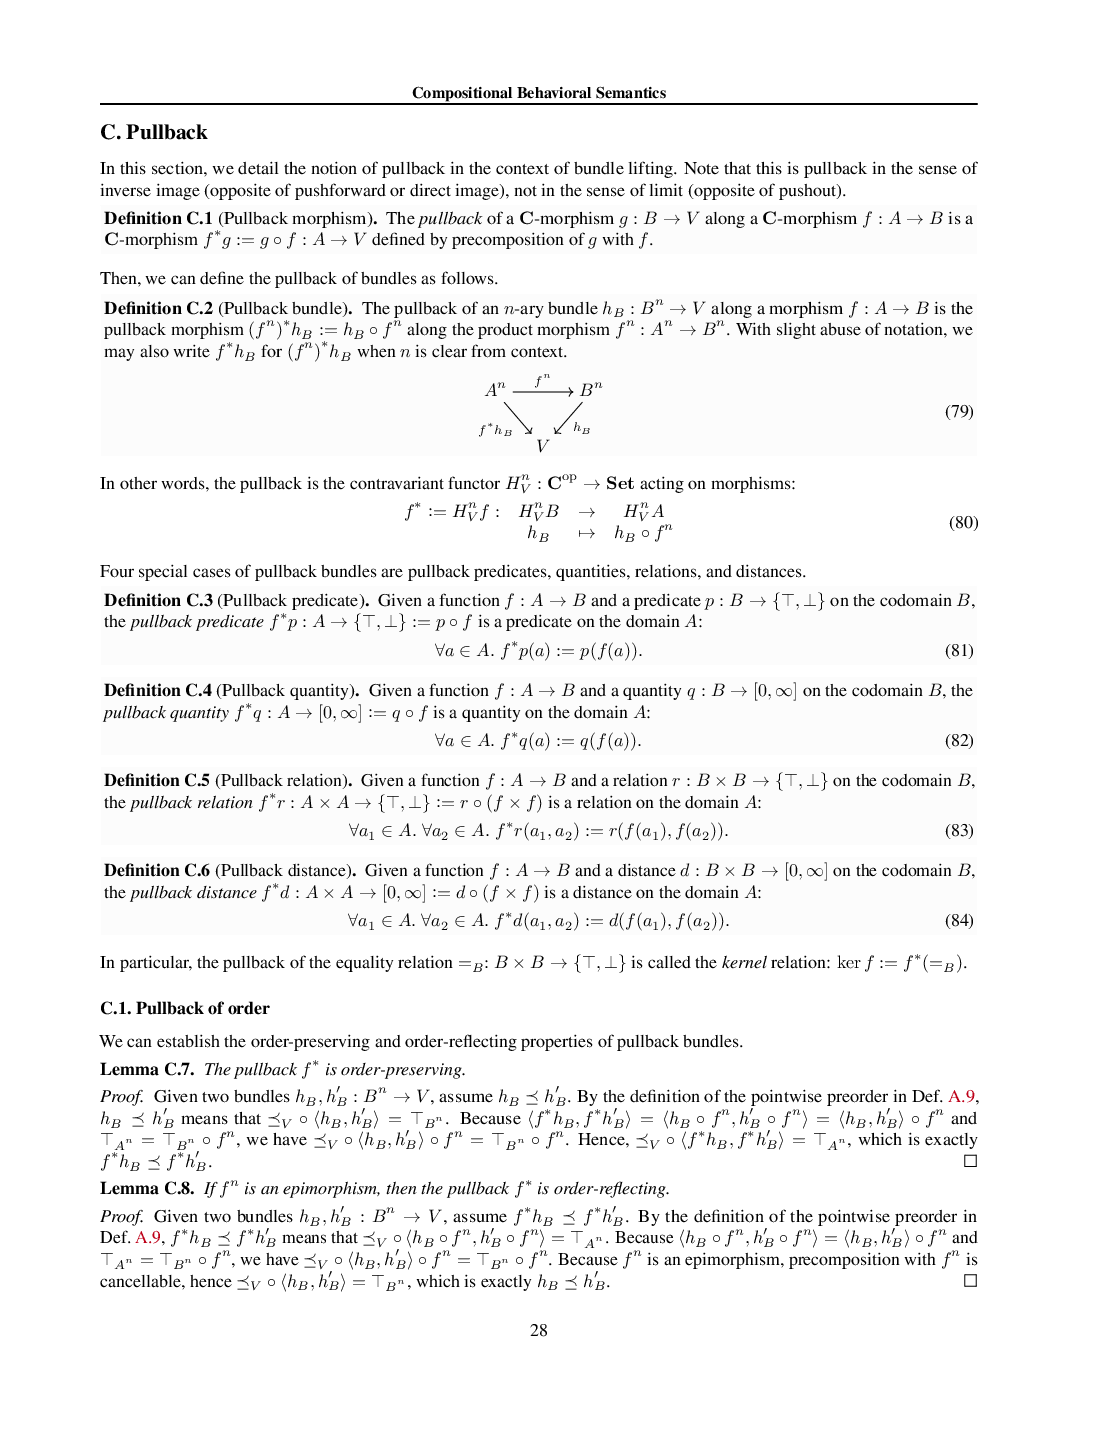 Compositional Behavioral Semantics
C. Pullback
In this section, we detail the notion of pullback in the context of bundle lifting. Note that this is pullback in the sense of
inverse image (opposite of pushforward or direct image), not in the sense of limit (opposite of pushout).
Definition C.1 (Pullback morphism). The pullback of a C-morphism g : B → V along a C-morphism f : A → B is a
C-morphism f*g := g ∘ f : A → V defined by precomposition of g with f.
Then, we can define the pullback of bundles as follows.
Definition C.2 (Pullback bundle). The pullback of an n-ary bundle h_B : B^n → V along a morphism f : A → B is the
pullback morphism (f^n)*h_B := h_B ∘ f^n along the product morphism f^n : A^n → B^n. With slight abuse of notation, we
may also write f*h_B for (f^n)*h_B when n is clear from context.
f^n
A^n → B^n
(79)
f*h_B h_B
V
In other words, the pullback is the contravariant functor H^n_V : C^op → Set acting on morphisms:
f* := H^n_V f : H^n_V B → H^n_V A
(80)
h_B ↦ h_B ∘ f^n
Four special cases of pullback bundles are pullback predicates, quantities, relations, and distances.
Definition C.3 (Pullback predicate). Given a function f : A → B and a predicate p : B → {⊤, ⊥} on the codomain B,
the pullback predicate f*p : A → {⊤, ⊥} := p ∘ f is a predicate on the domain A:
∀a ∈ A. f*p(a) := p(f(a)). (81)
Definition C.4 (Pullback quantity). Given a function f : A → B and a quantity q : B → [0, ∞] on the codomain B, the
pullback quantity f*q : A → [0, ∞] := q ∘ f is a quantity on the domain A:
∀a ∈ A. f*q(a) := q(f(a)). (82)
Definition C.5 (Pullback relation). Given a function f : A → B and a relation r : B × B → {⊤, ⊥} on the codomain B,
the pullback relation f*r : A × A → {⊤, ⊥} := r ∘ (f × f) is a relation on the domain A:
∀a₁ ∈ A. ∀a₂ ∈ A. f*r(a₁, a₂) := r(f(a₁), f(a₂)). (83)
Definition C.6 (Pullback distance). Given a function f : A → B and a distance d : B × B → [0, ∞] on the codomain B,
the pullback distance f*d : A × A → [0, ∞] := d ∘ (f × f) is a distance on the domain A:
∀a₁ ∈ A. ∀a₂ ∈ A. f*d(a₁, a₂) := d(f(a₁), f(a₂)). (84)
In particular, the pullback of the equality relation =_B : B × B → {⊤, ⊥} is called the kernel relation: ker f := f*(=_B).
C.1. Pullback of order
We can establish the order-preserving and order-reflecting properties of pullback bundles.
Lemma C.7. The pullback f* is order-preserving.
Proof. Given two bundles h_B, h′_B : B^n → V, assume h_B ⪯ h′_B. By the definition of the pointwise preorder in Def. A.9,
h_B ⪯ h′_B means that ⪯_V ∘ ⟨h_B, h′_B⟩ = ⊤_{B^n}. Because ⟨f*h_B, f*h′_B⟩ = ⟨h_B ∘ f^n, h′_B ∘ f^n⟩ = ⟨h_B, h′_B⟩ ∘ f^n and
⊤_{A^n} = ⊤_{B^n} ∘ f^n, we have ⪯_V ∘ ⟨h_B, h′_B⟩ ∘ f^n = ⊤_{B^n} ∘ f^n. Hence, ⪯_V ∘ ⟨f*h_B, f*h′_B⟩ = ⊤_{A^n}, which is exactly
f*h_B ⪯ f*h′_B. □
Lemma C.8. If f^n is an epimorphism, then the pullback f* is order-reflecting.
Proof. Given two bundles h_B, h′_B : B^n → V, assume f*h_B ⪯ f*h′_B. By the definition of the pointwise preorder in
Def. A.9, f*h_B ⪯ f*h′_B means that ⪯_V ∘ ⟨h_B ∘ f^n, h′_B ∘ f^n⟩ = ⊤_{A^n}. Because ⟨h_B ∘ f^n, h′_B ∘ f^n⟩ = ⟨h_B, h′_B⟩ ∘ f^n and
⊤_{A^n} = ⊤_{B^n} ∘ f^n, we have ⪯_V ∘ ⟨h_B, h′_B⟩ ∘ f^n = ⊤_{B^n} ∘ f^n. Because f^n is an epimorphism, precomposition with f^n is
cancellable, hence ⪯_V ∘ ⟨h_B, h′_B⟩ = ⊤_{B^n}, which is exactly h_B ⪯ h′_B. □
28